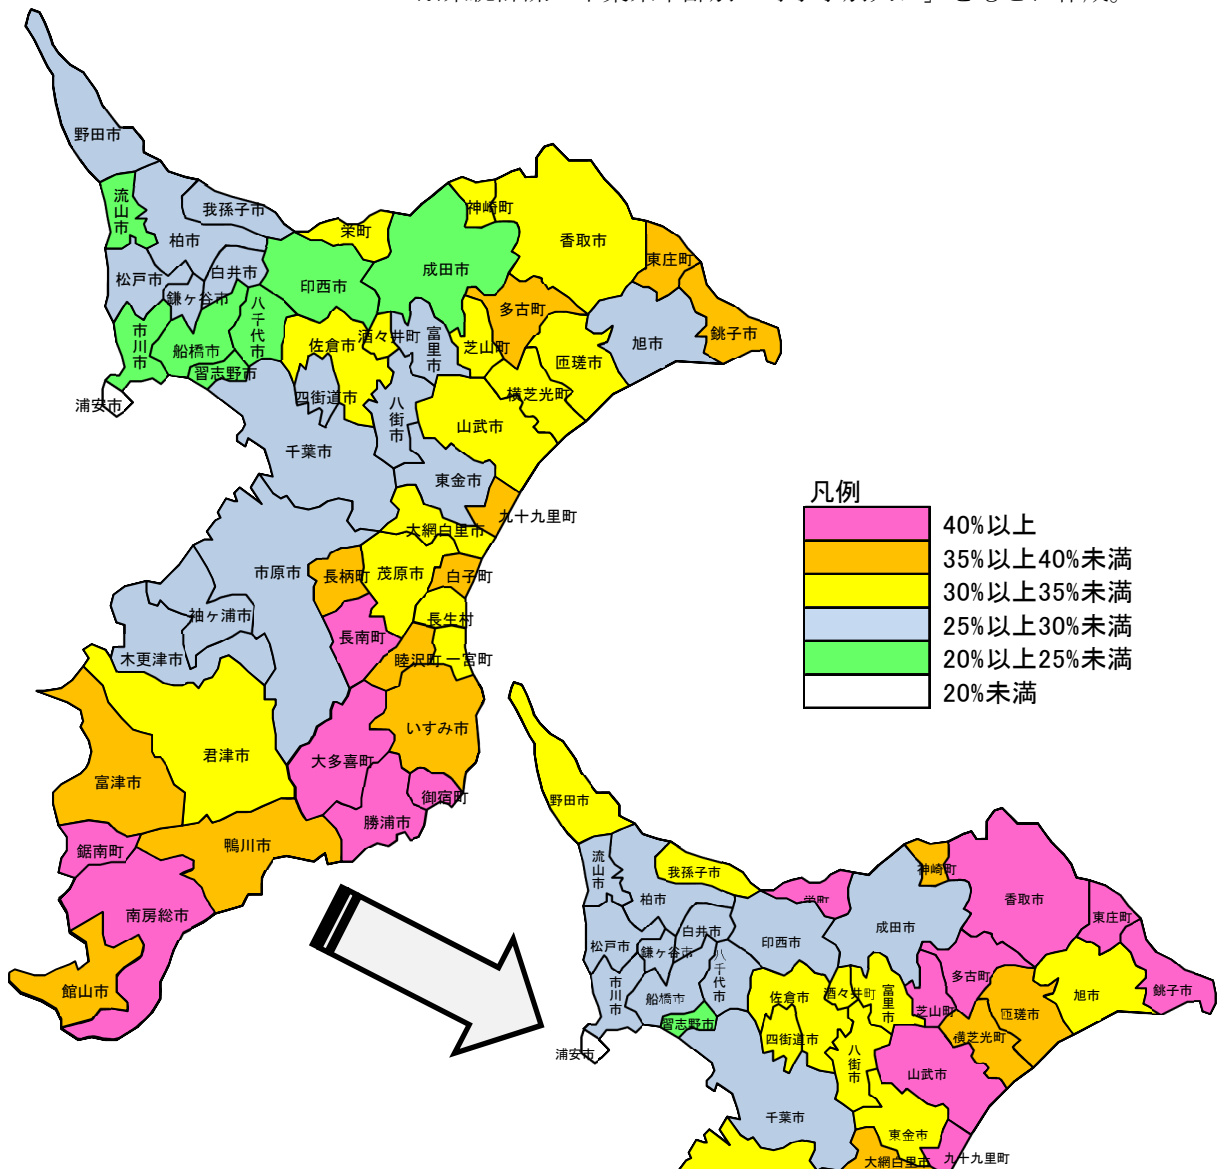 野田市
流山市
我孫子市
柏市
栄町
神崎町
香取市
東庄町
松戸市
白井市
鎌ヶ谷市
印西市
成田市
多古町
銚子市
八千代市
市川市
船橋市
習志野市
佐倉市
酒々井町
富里市
芝山町
旭市
匝瑳市
浦安市
四街道市
八街市
横芝光町
山武市
千葉市
東金市
九十九里町
大網白里市
市原市
長柄町
茂原市
白子町
袖ヶ浦市
長南町
長生村
木更津市
睦沢町
一宮町
いすみ市
君津市
大多喜町
富津市
御宿町
勝浦市
鴨川市
鋸南町
南房総市
館山市
凡例
40%以上
35%以上40%未満
30%以上35%未満
25%以上30%未満
20%以上25%未満
20%未満
野田市
流山市
我孫子市
柏市
神崎町
香取市
東庄町
成田市
松戸市
白井市
鎌ヶ谷市
印西市
八千代市
多古町
銚子市
市川市
船橋市
習志野市
佐倉市
酒々井町
富里市
芝山町
旭市
匝瑳市
浦安市
四街道市
八街市
横芝光町
山武市
千葉市
東金市
大網白里市
九十九里町